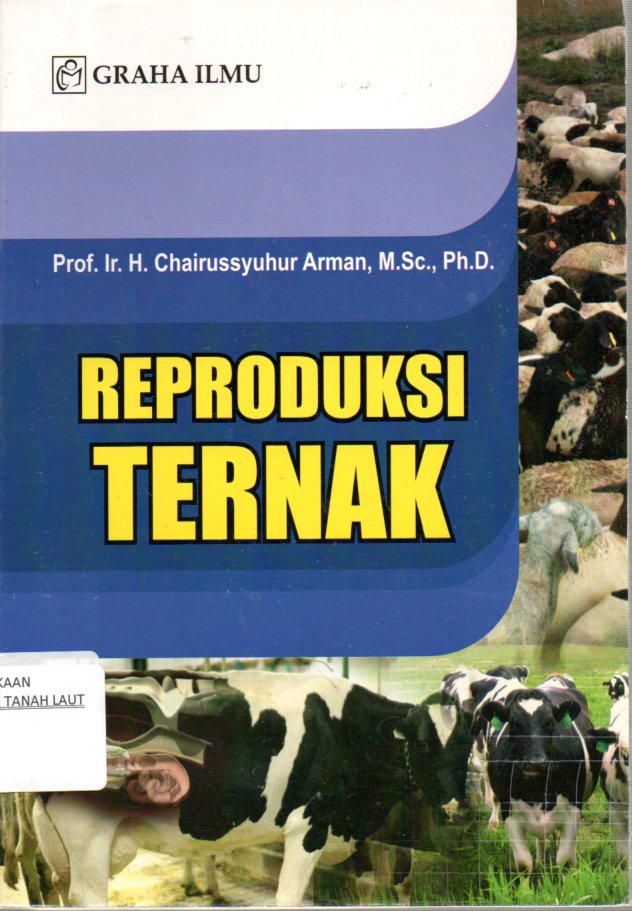 GRAHA ILMU
Prof. Ir. H. Chairussyuhur Arman, M.Sc., Ph.D.
REPRODUKSI
TERNAK
KAAN
TANAH LAUT